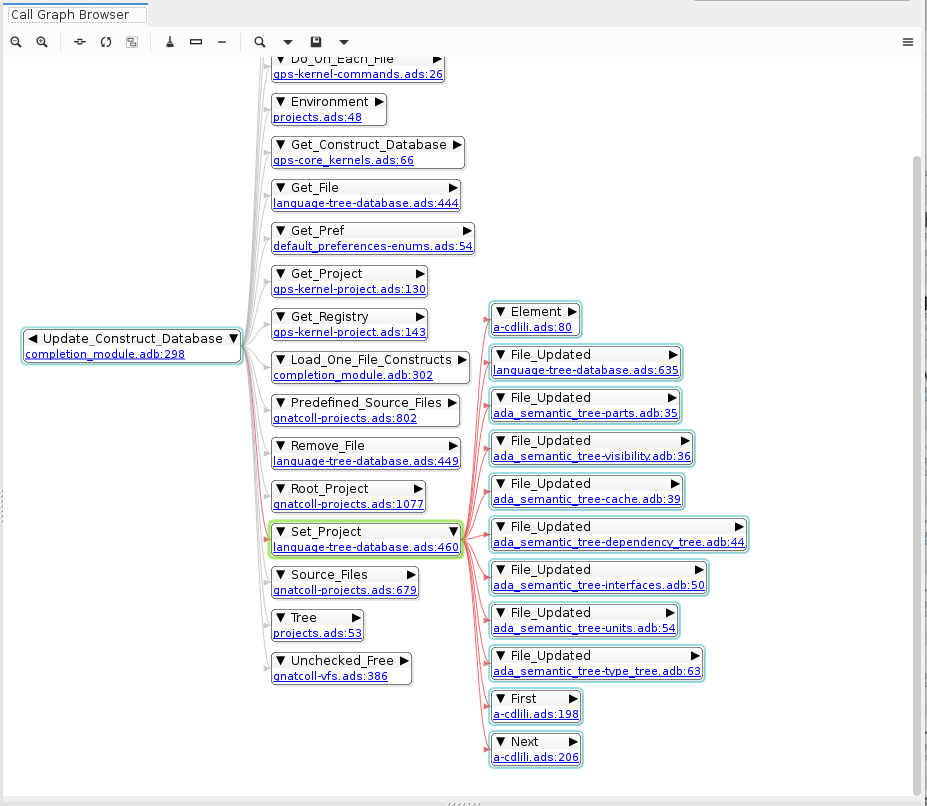 Call Graph Browser
Do_On_Each_File
gps-kernel-commands.ads:26
Environment
projects.ads:48
Get_Construct_Database
gps-core_kernels.ads:66
Get_File
language-tree-database.ads:444
Get_Pref
default_preferences-enums.ads:54
Get_Project
gps-kernel-project.ads:130
Get_Registry
gps-kernel-project.ads:143
Load_One_File_Constructs
completion_module.adb:302
Predefined_Source_Files
gnatcoll-projects.ads:802
Remove_File
language-tree-database.ads:449
Root_Project
gnatcoll-projects.ads:1077
Set_Project
language-tree-database.ads:460
Source_Files
gnatcoll-projects.ads:679
Tree
projects.ads:53
Unchecked_Free
gnatcoll-vfs.ads:386
Update_Construct_Database
completion_module.adb:298
Element
a-cdlili.ads:80
File_Updated
language-tree-database.ads:635
File_Updated
ada_semantic_tree-parts.adb:35
File_Updated
ada_semantic_tree-visibility.adb:36
File_Updated
ada_semantic_tree-cache.adb:39
File_Updated
ada_semantic_tree-dependency_tree.adb:44
File_Updated
ada_semantic_tree-interfaces.adb:50
File_Updated
ada_semantic_tree-units.adb:54
File_Updated
ada_semantic_tree-type_tree.adb:63
First
a-cdlili.ads:198
Next
a-cdlili.ads:206